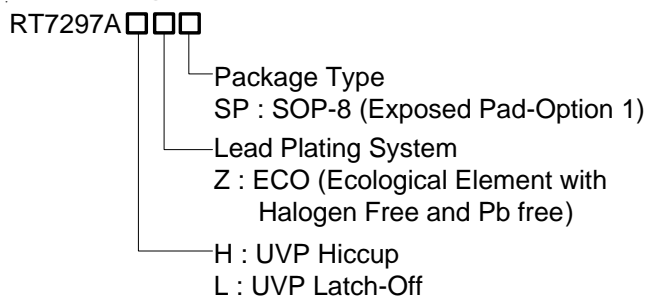 RT7297A□□□
Package Type
SP : SOP-8 (Exposed Pad-Option 1)
Lead Plating System
Z : ECO (Ecological Element with
Halogen Free and Pb free)
H : UVP Hiccup
L : UVP Latch-Off